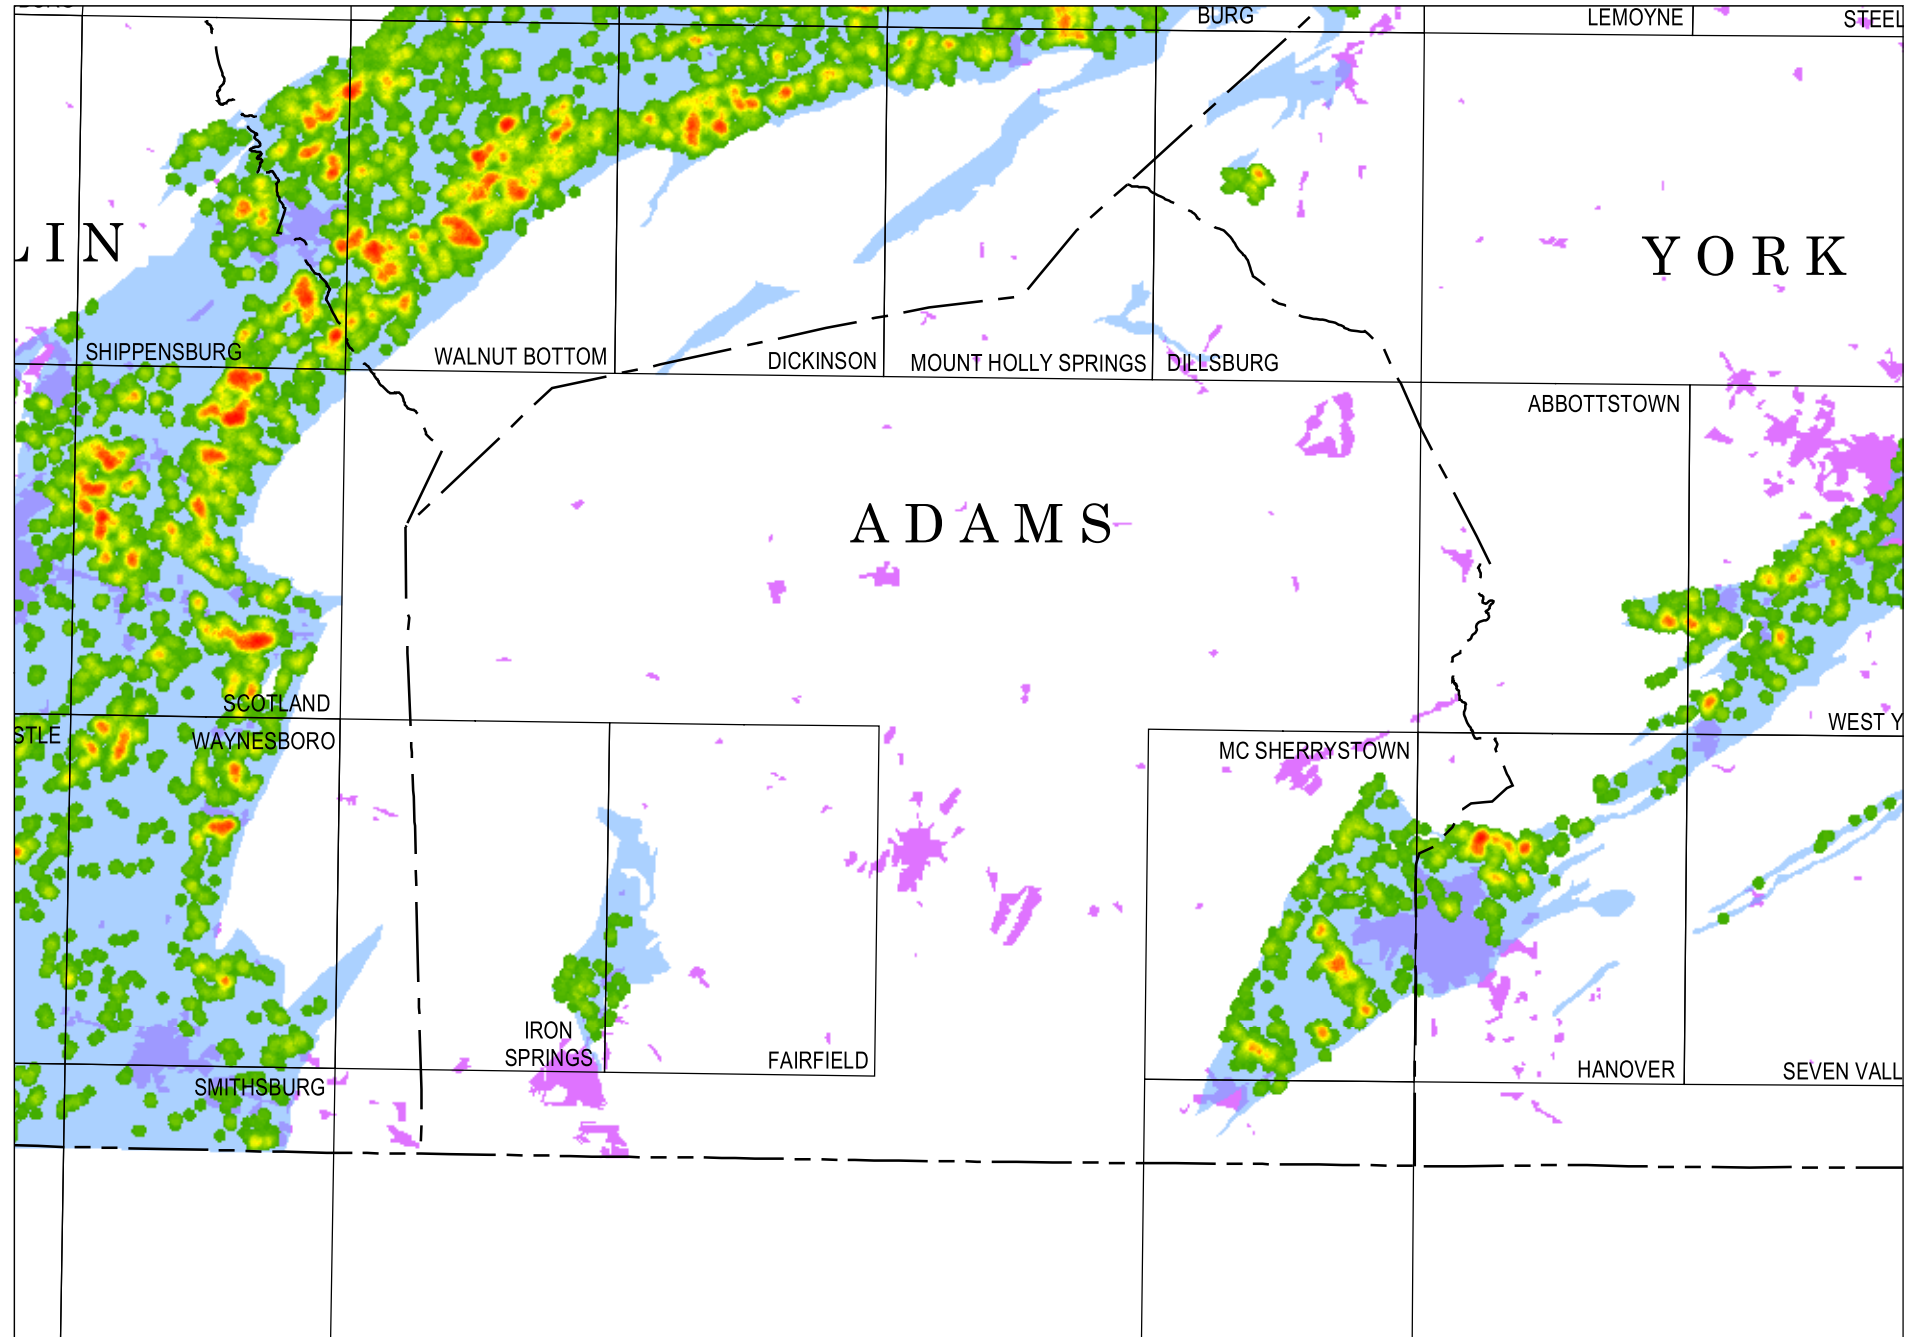 BURG
LEMOYNE
STEEL
LIN
YORK
SHIPPENSBURG
WALNUT BOTTOM
DICKINSON
MOUNT HOLLY SPRINGS
DILLSBURG
ABBOTTSTOWN
ADAMS
SCOTLAND
STLE
WAYNESBORO
MC SHERRYSTOWN
WEST Y
IRON
SPRINGS
FAIRFIELD
HANOVER
SEVEN VALL
SMITHSBURG